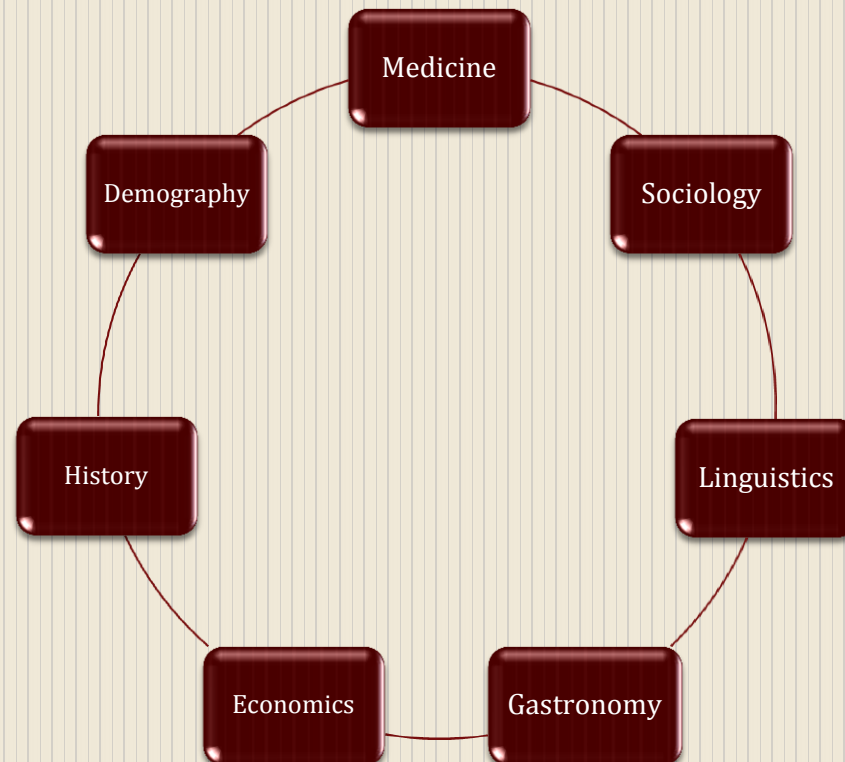 Medicine
Sociology
Linguistics
Gastronomy
Economics
History
Demography